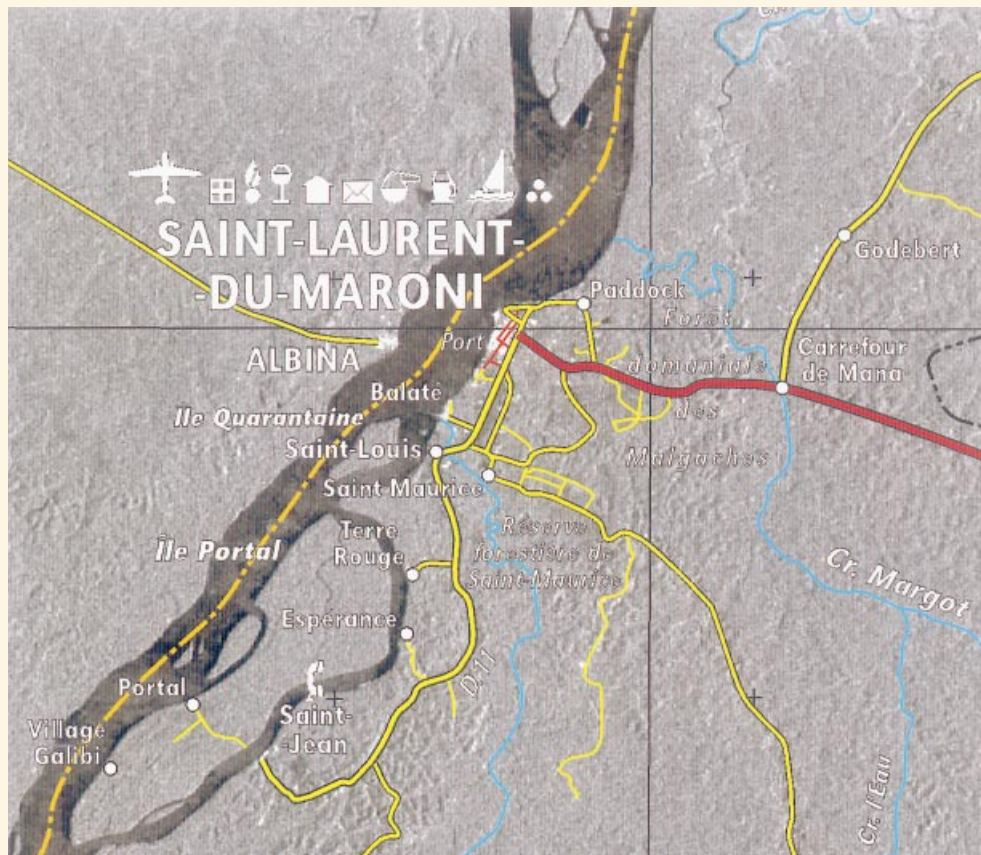 Cr.
SAINT-LAURENT-
-DU-MARONI
Godebert
Paddock
Port
Forêt
domaniale
des
Malgaches
Carrefour
de Mana
ALBINA
Balaté
Ile Quarantaine
Saint-Louis
Saint-Maurice
Île Portal
Terre
Rouge
Réserve
forestière de
Saint-Maurice
Cr. Margot
Espérance
D.11
Portal
Saint-
-Jean
Village
Galibi
Cr. l'Eau